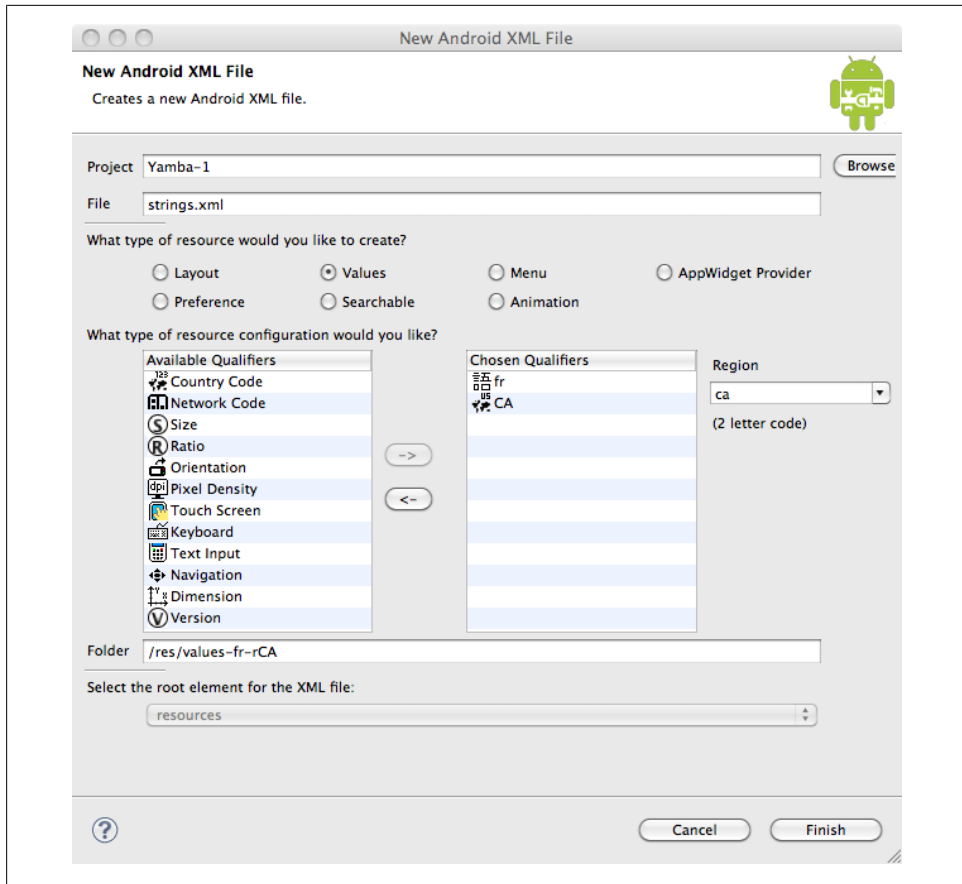 New Android XML File
New Android XML File
Creates a new Android XML file.
Project Yamba-1 Browse
File strings.xml
What type of resource would you like to create?
Layout Values Menu AppWidget Provider
Preference Searchable Animation
What type of resource configuration would you like?
Available Qualifiers Chosen Qualifiers Region
123 Country Code 語 fr
Network Code US CA ca
S Size (2 letter code)
R Ratio
Orientation ->
dpi Pixel Density
Touch Screen <-
Keyboard
Text Input
Navigation
Y X Dimension
V Version
Folder /res/values-fr-rCA
Select the root element for the XML file:
resources
? Cancel Finish